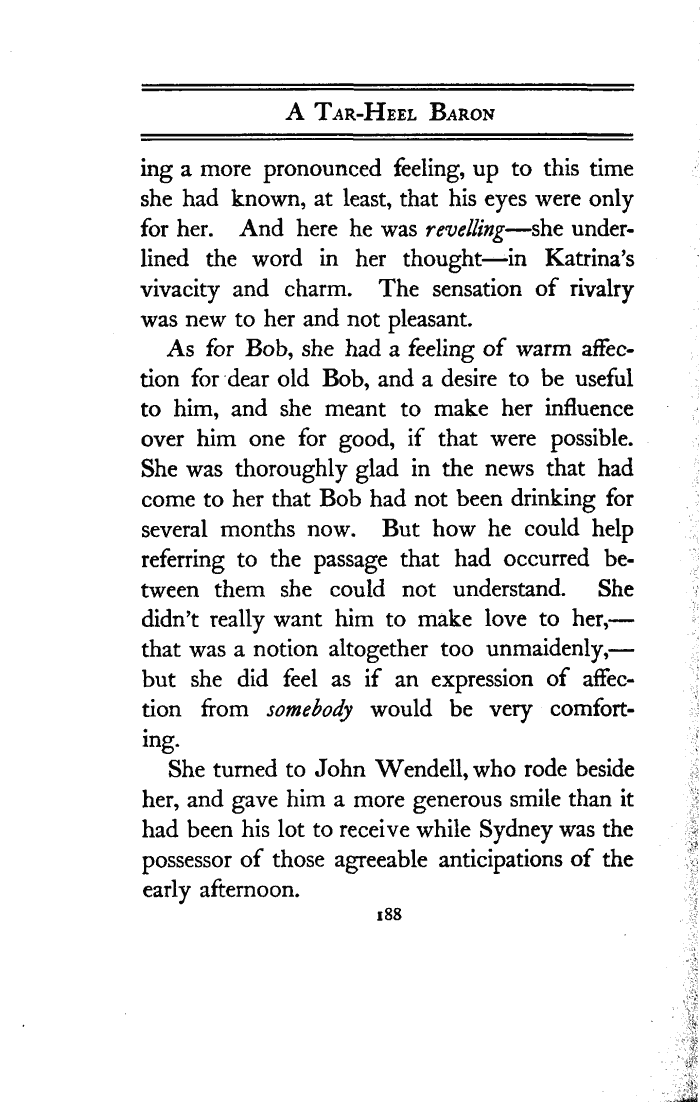 A Tar-Heel Baron
ing a more pronounced feeling, up to this time
she had known, at least, that his eyes were only
for her. And here he was revelling—she under-
lined the word in her thought—in Katrina's
vivacity and charm. The sensation of rivalry
was new to her and not pleasant.
As for Bob, she had a feeling of warm affec-
tion for dear old Bob, and a desire to be useful
to him, and she meant to make her influence
over him one for good, if that were possible.
She was thoroughly glad in the news that had
come to her that Bob had not been drinking for
several months now. But how he could help
referring to the passage that had occurred be-
tween them she could not understand. She
didn't really want him to make love to her,—
that was a notion altogether too unmaidenly,—
but she did feel as if an expression of affec-
tion from somebody would be very comfort-
ing.
She turned to John Wendell, who rode beside
her, and gave him a more generous smile than it
had been his lot to receive while Sydney was the
possessor of those agreeable anticipations of the
early afternoon.
188